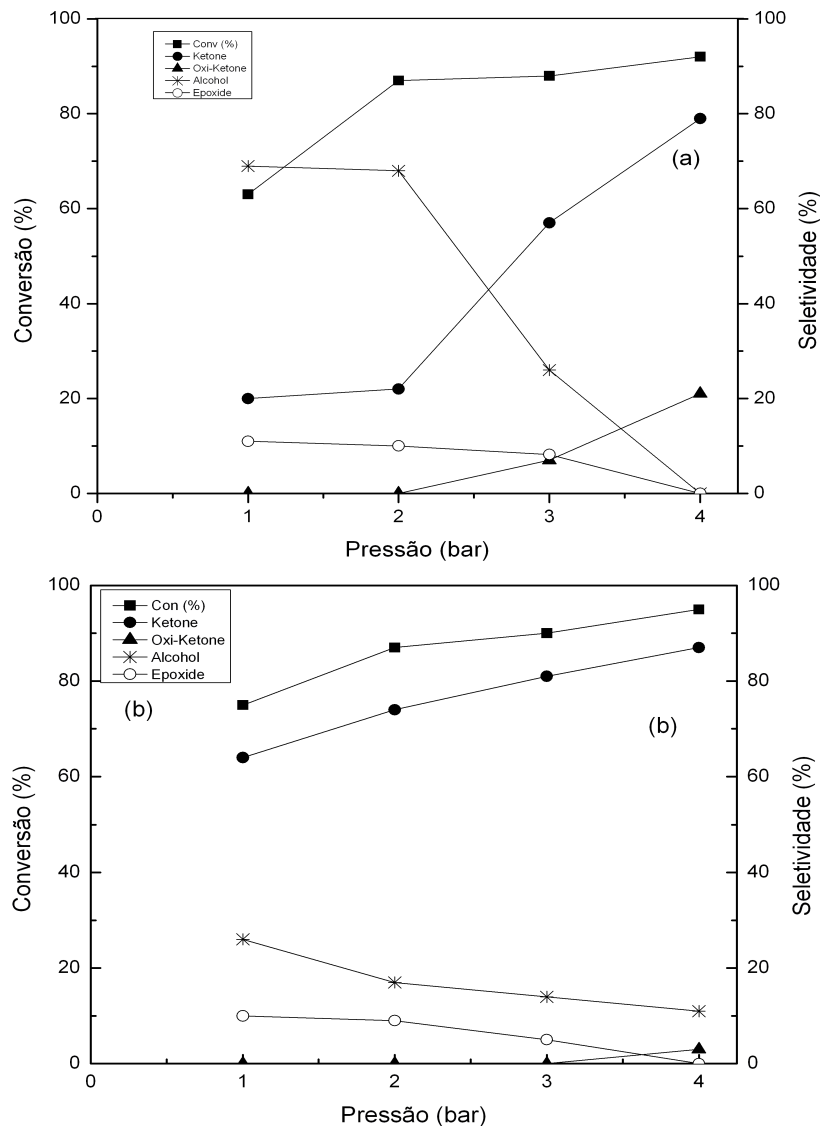 100
80
60
40
20
0
Conversão (%)
Conv (%)
Ketone
Oxi-Ketone
Alcohol
Epoxide
(a)
100
80
60
40
20
0
Seletividade (%)
0 1 2 3 4
Pressão (bar)
100
80
60
40
20
0
Conversão (%)
Con (%)
Ketone
Oxi-Ketone
Alcohol
Epoxide
(b)
(b)
100
80
60
40
20
0
Seletividade (%)
0 1 2 3 4
Pressão (bar)